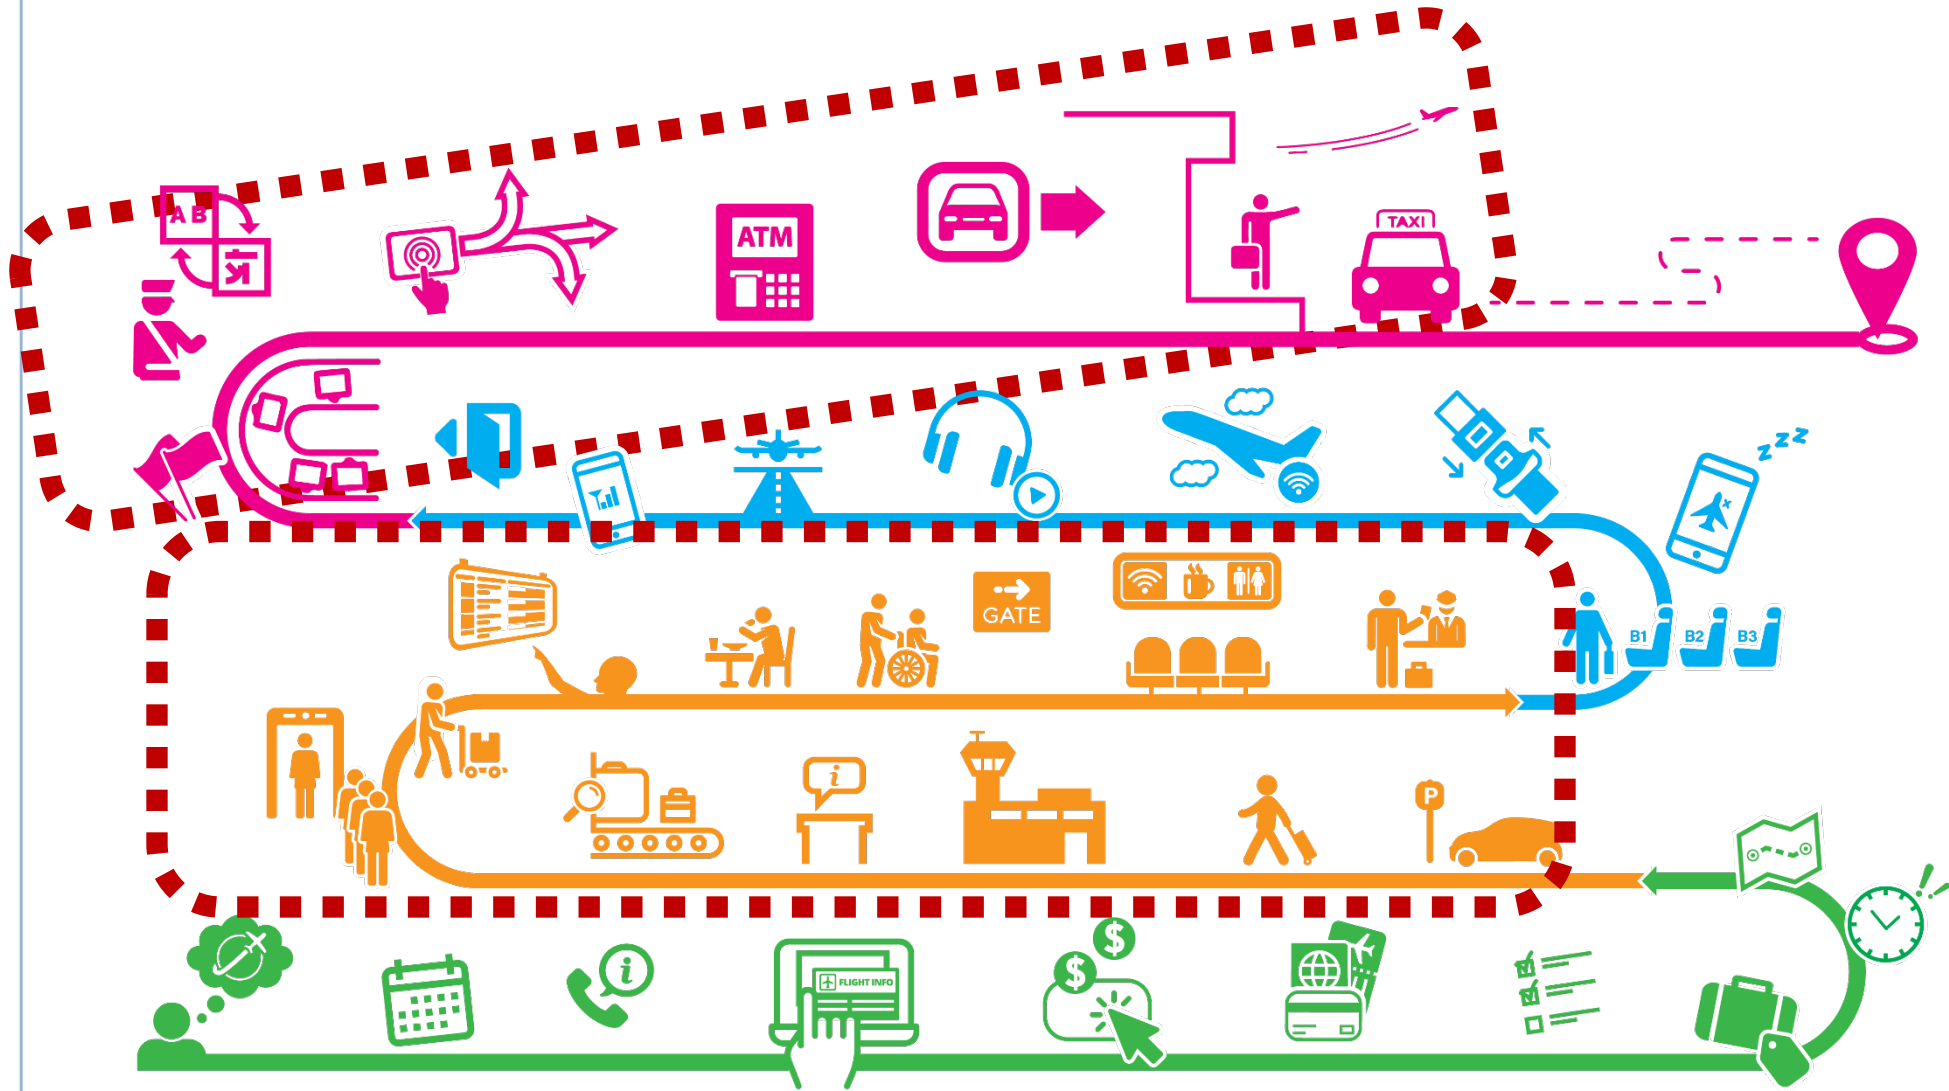 A B
ATM
TAXI
z z z
GATE
B1 B2 B3
i
P
i
FLIGHT INFO
$
$